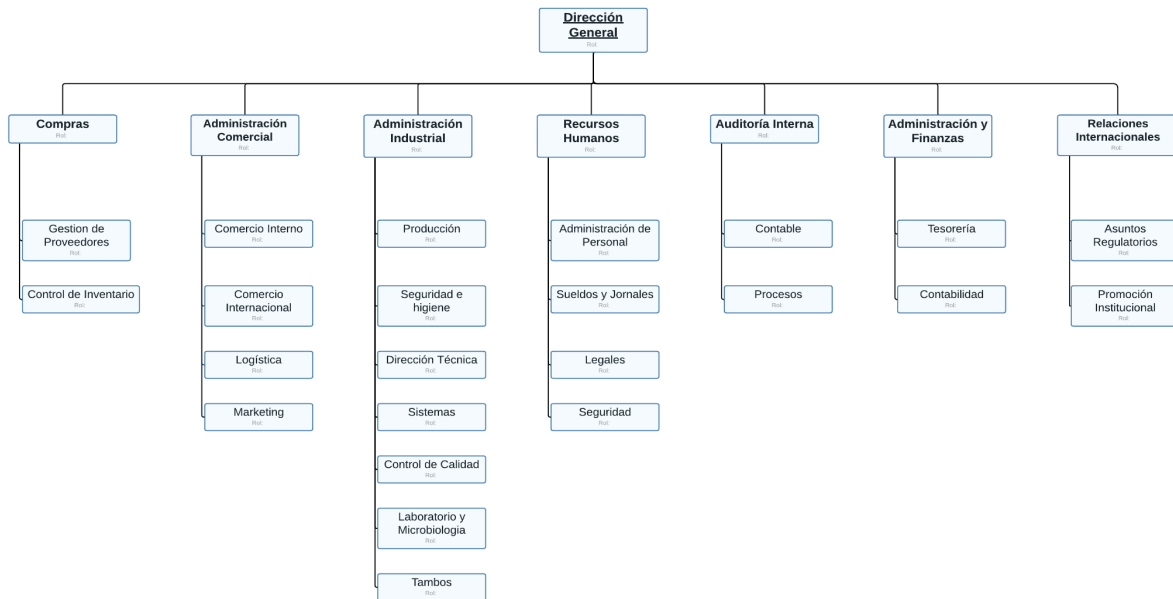 Dirección
General
Rol:
Compras
Rol:
Administración
Comercial
Rol:
Administración
Industrial
Rol:
Recursos
Humanos
Rol:
Auditoría Interna
Rol:
Administración y
Finanzas
Rol:
Relaciones
Internacionales
Rol:
Gestion de
Proveedores
Rol:
Control de Inventario
Rol:
Comercio Interno
Rol:
Comercio
Internacional
Rol:
Logística
Rol:
Marketing
Rol:
Producción
Rol:
Seguridad e
higiene
Rol:
Dirección Técnica
Rol:
Sistemas
Rol:
Control de Calidad
Rol:
Laboratorio y
Microbiologia
Rol:
Tambos
Rol:
Administración de
Personal
Rol:
Sueldos y Jornales
Rol:
Legales
Rol:
Seguridad
Rol:
Contable
Rol:
Procesos
Rol:
Tesorería
Rol:
Contabilidad
Rol:
Asuntos
Regulatorios
Rol:
Promoción
Institucional
Rol: